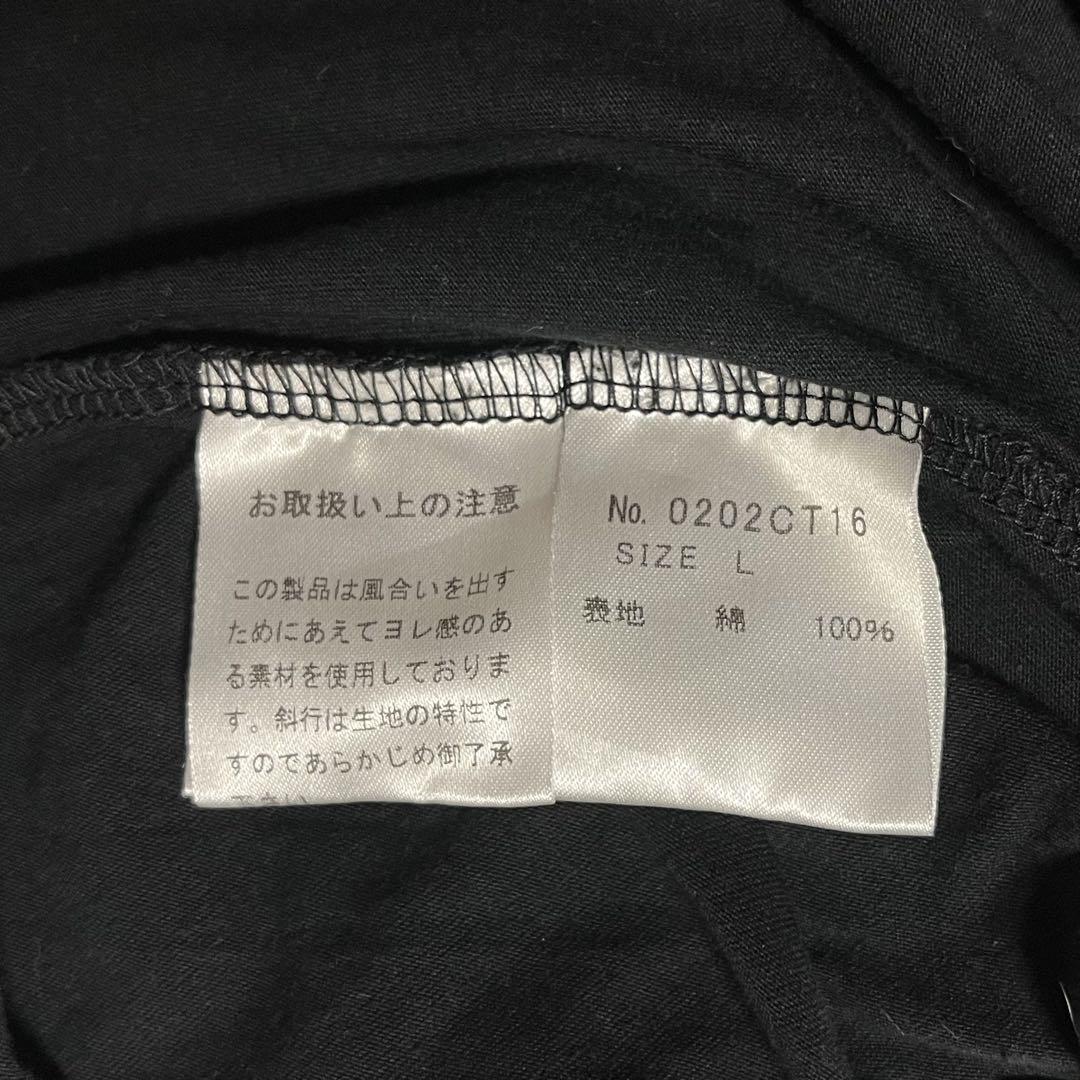 お取扱い上の注意
この製品は風合いを出す
ためにあえてヨレ感のあ
る素材を使用しておりま
す。斜行は生地の特性で
すのであらかじめ御了承
No. 0202CT16
SIZE L
表地 綿 100%